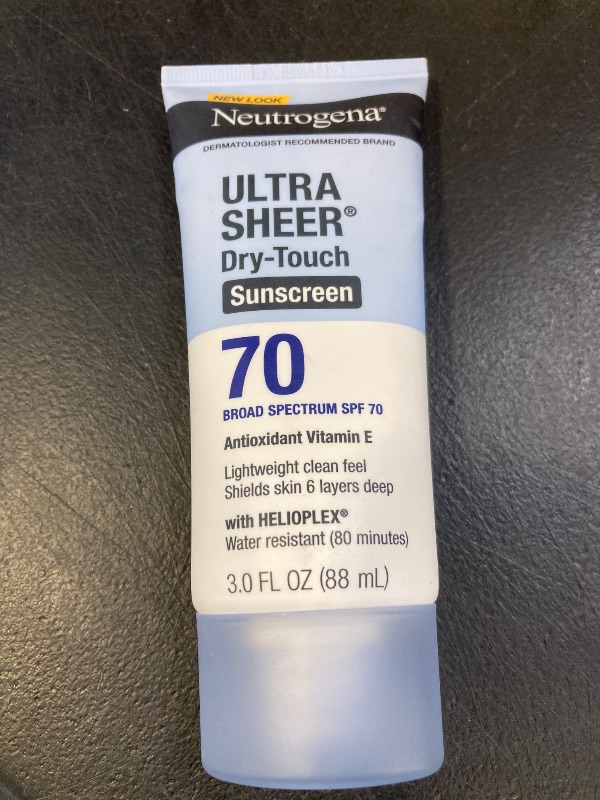 NEW LOOK
Neutrogena®
DERMATOLOGIST RECOMMENDED BRAND
ULTRA
SHEER®
Dry-Touch
Sunscreen
70
BROAD SPECTRUM SPF 70
Antioxidant Vitamin E
Lightweight clean feel
Shields skin 6 layers deep
with HELIOPLEX®
Water resistant (80 minutes)
3.0 FL OZ (88 mL)